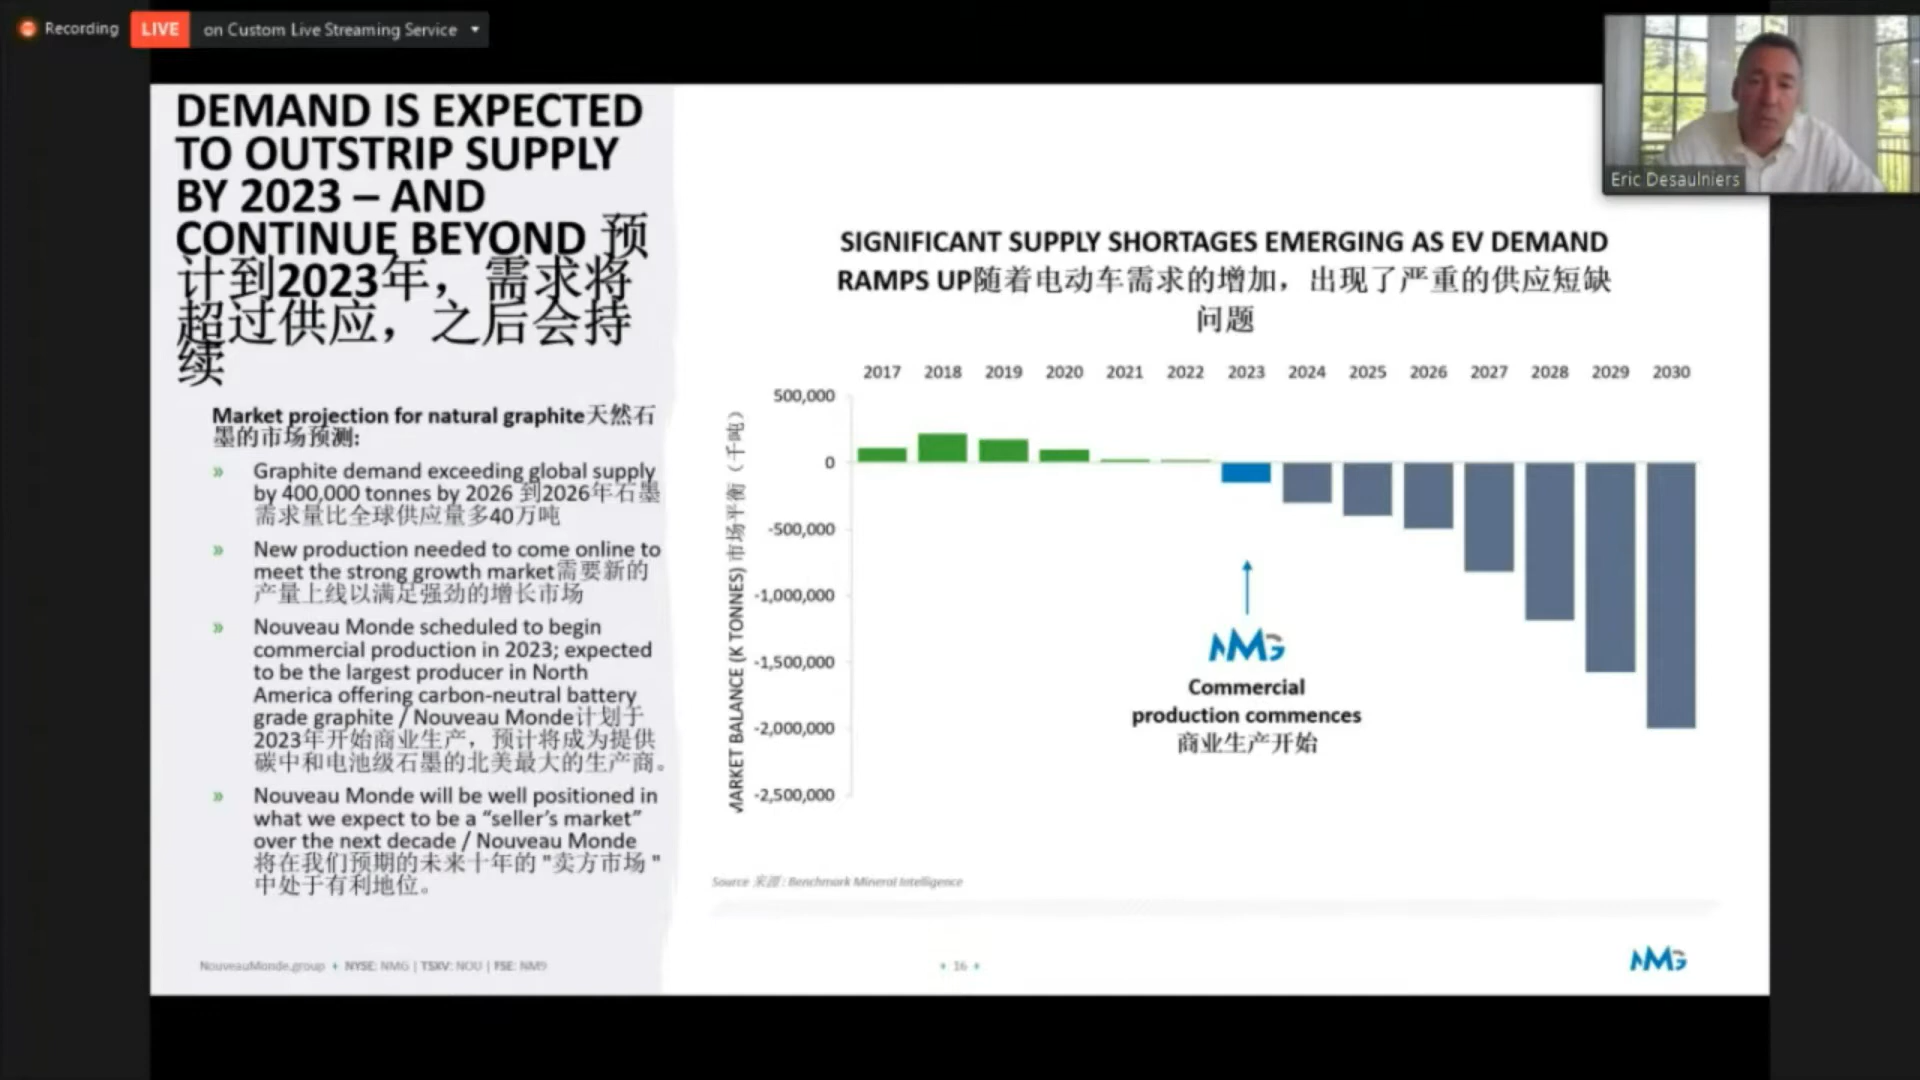 Recording
LIVE on Custom Live Streaming Service
Eric Desaulniers
DEMAND IS EXPECTED
TO OUTSTRIP SUPPLY
BY 2023 – AND
CONTINUE BEYOND 预
计到2023年，需求将
超过供应，之后会持
续
Market projection for natural graphite天然石
墨的市场预测:
» Graphite demand exceeding global supply
by 400,000 tonnes by 2026 到2026年石墨
需求量比全球供应量多40万吨
» New production needed to come online to
meet the strong growth market需要新的
产量上线以满足强劲的增长市场
» Nouveau Monde scheduled to begin
commercial production in 2023; expected
to be the largest producer in North
America offering carbon-neutral battery
grade graphite / Nouveau Monde计划于
2023年开始商业生产，预计将成为提供
碳中和电池级石墨的北美最大的生产商。
» Nouveau Monde will be well positioned in
what we expect to be a “seller’s market”
over the next decade / Nouveau Monde
将在我们预期的未来十年的 "卖方市场 "
中处于有利地位。
SIGNIFICANT SUPPLY SHORTAGES EMERGING AS EV DEMAND
RAMPS UP随着电动车需求的增加，出现了严重的供应短缺
问题
2017 2018 2019 2020 2021 2022 2023 2024 2025 2026 2027 2028 2029 2030
MARKET BALANCE (K TONNES) 市场平衡（千吨）
500,000
0
-500,000
-1,000,000
-1,500,000
-2,000,000
-2,500,000
NMG
Commercial
production commences
商业生产开始
Source 来源 : Benchmark Mineral Intelligence
NouveauMonde.group + NYSE: NMG | TSXV: NOU | FSE: NM9
+ 16 +
NMG